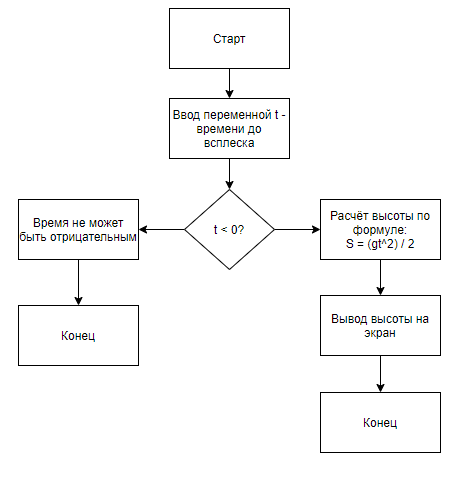 Старт
Ввод переменной t -
времени до
всплеска
t < 0?
Время не может
быть отрицательным
Расчёт высоты по
формуле:
S = (gt^2) / 2
Конец
Вывод высоты на
экран
Конец